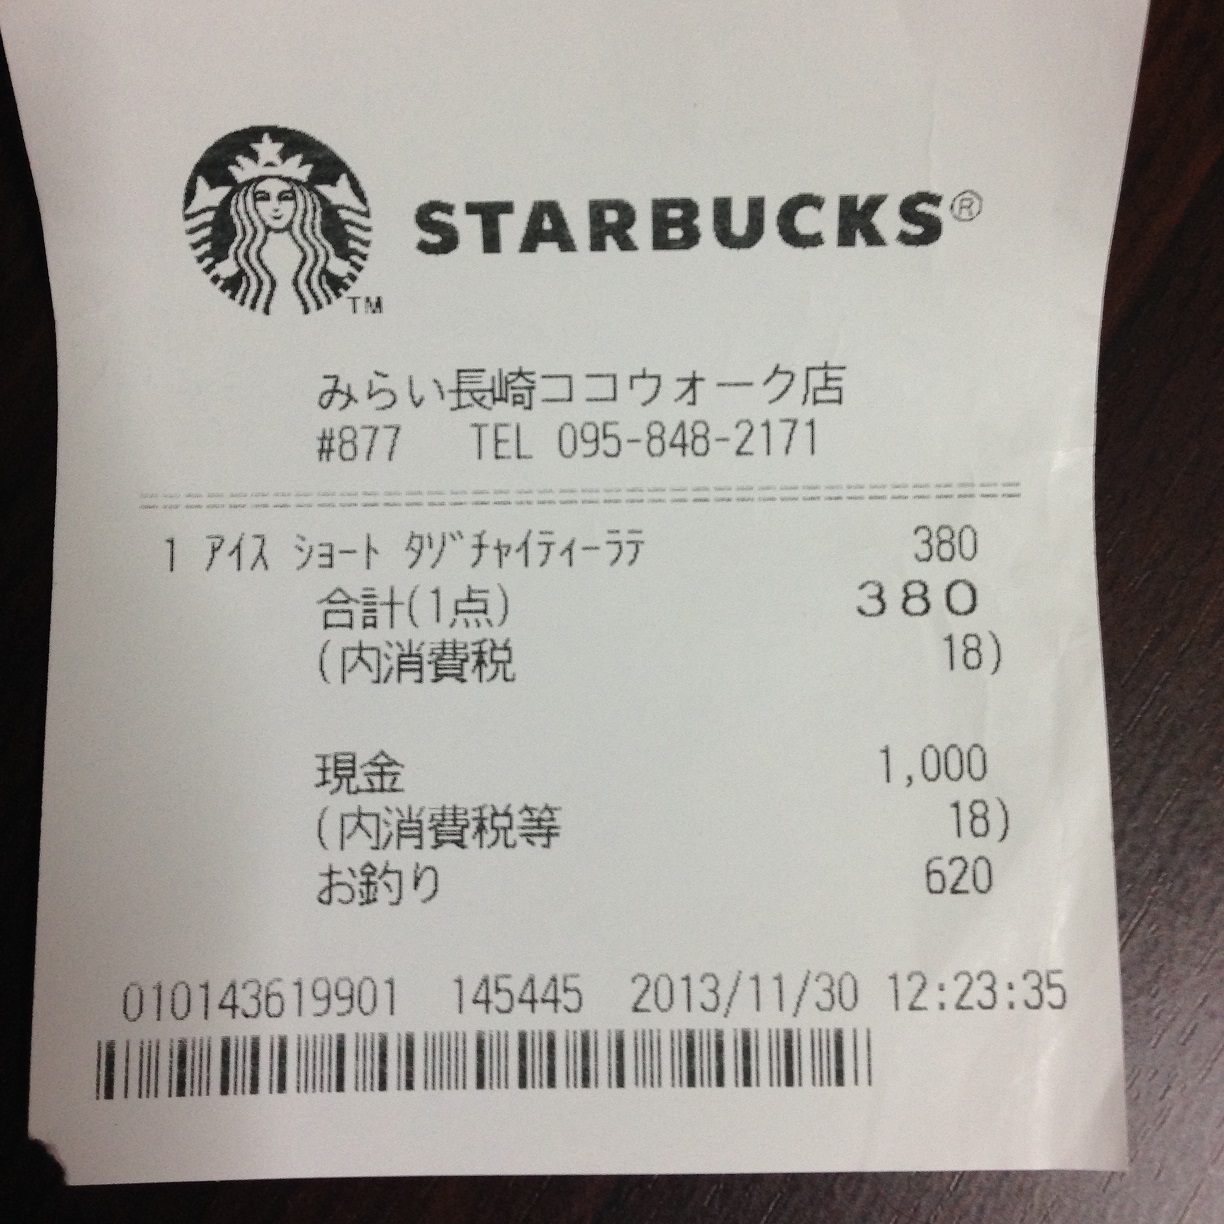 STARBUCKS®
TM
みらい長崎ココウォーク店
#877 TEL 095-848-2171
1 アイス ショート タゾチャイティーラテ 380
合計(1点) 380
(内消費税 18)
現金 1,000
(内消費税等 18)
お釣り 620
010143619901 145445 2013/11/30 12:23:35